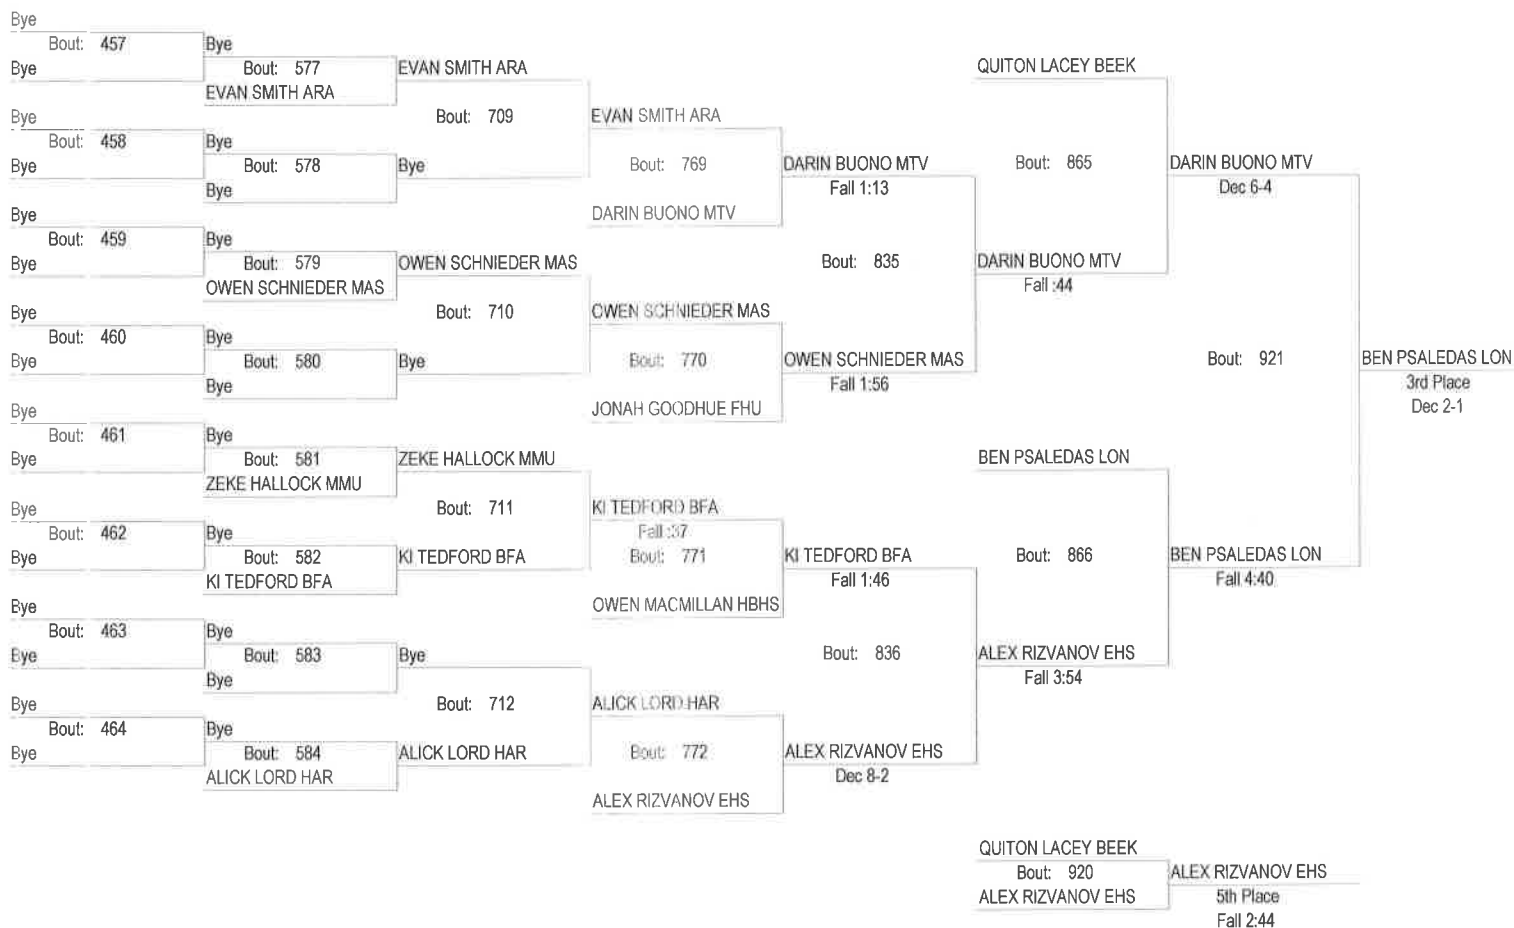 Bye
Bout: 457
Bye
Bye
Bout: 577
EVAN SMITH ARA
EVAN SMITH ARA
Bout: 709
Bye
Bout: 458
Bye
Bye
Bout: 578
Bye
Bye
EVAN SMITH ARA
Bout: 769
DARIN BUONO MTV
DARIN BUONO MTV
Fall 1:13
Bye
Bout: 459
Bye
Bye
Bout: 579
OWEN SCHNIEDER MAS
OWEN SCHNIEDER MAS
Bout: 710
Bye
Bout: 460
Bye
Bye
Bout: 580
Bye
Bye
OWEN SCHNIEDER MAS
Bout: 770
JONAH GOODHUE FHU
OWEN SCHNIEDER MAS
Fall 1:56
Bout: 835
DARIN BUONO MTV
Fall :44
QUITON LACEY BEEK
Bout: 865
DARIN BUONO MTV
Dec 6-4
Bye
Bout: 461
Bye
Bye
Bout: 581
ZEKE HALLOCK MMU
ZEKE HALLOCK MMU
Bout: 711
Bye
Bout: 462
Bye
Bye
Bout: 582
KI TEDFORD BFA
KI TEDFORD BFA
KI TEDFORD BFA
Fall :37
Bout: 771
OWEN MACMILLAN HBHS
KI TEDFORD BFA
Fall 1:46
Bye
Bout: 463
Bye
Bye
Bout: 583
Bye
Bye
Bout: 712
Bye
Bout: 464
Bye
Bye
Bout: 584
ALICK LORD HAR
ALICK LORD HAR
ALICK LORD HAR
Bout: 772
ALEX RIZVANOV EHS
ALEX RIZVANOV EHS
Dec 8-2
Bout: 836
ALEX RIZVANOV EHS
Fall 3:54
BEN PSALEDAS LON
Bout: 866
BEN PSALEDAS LON
Fall 4:40
Bout: 921
BEN PSALEDAS LON
3rd Place
Dec 2-1
QUITON LACEY BEEK
Bout: 920
ALEX RIZVANOV EHS
ALEX RIZVANOV EHS
5th Place
Fall 2:44